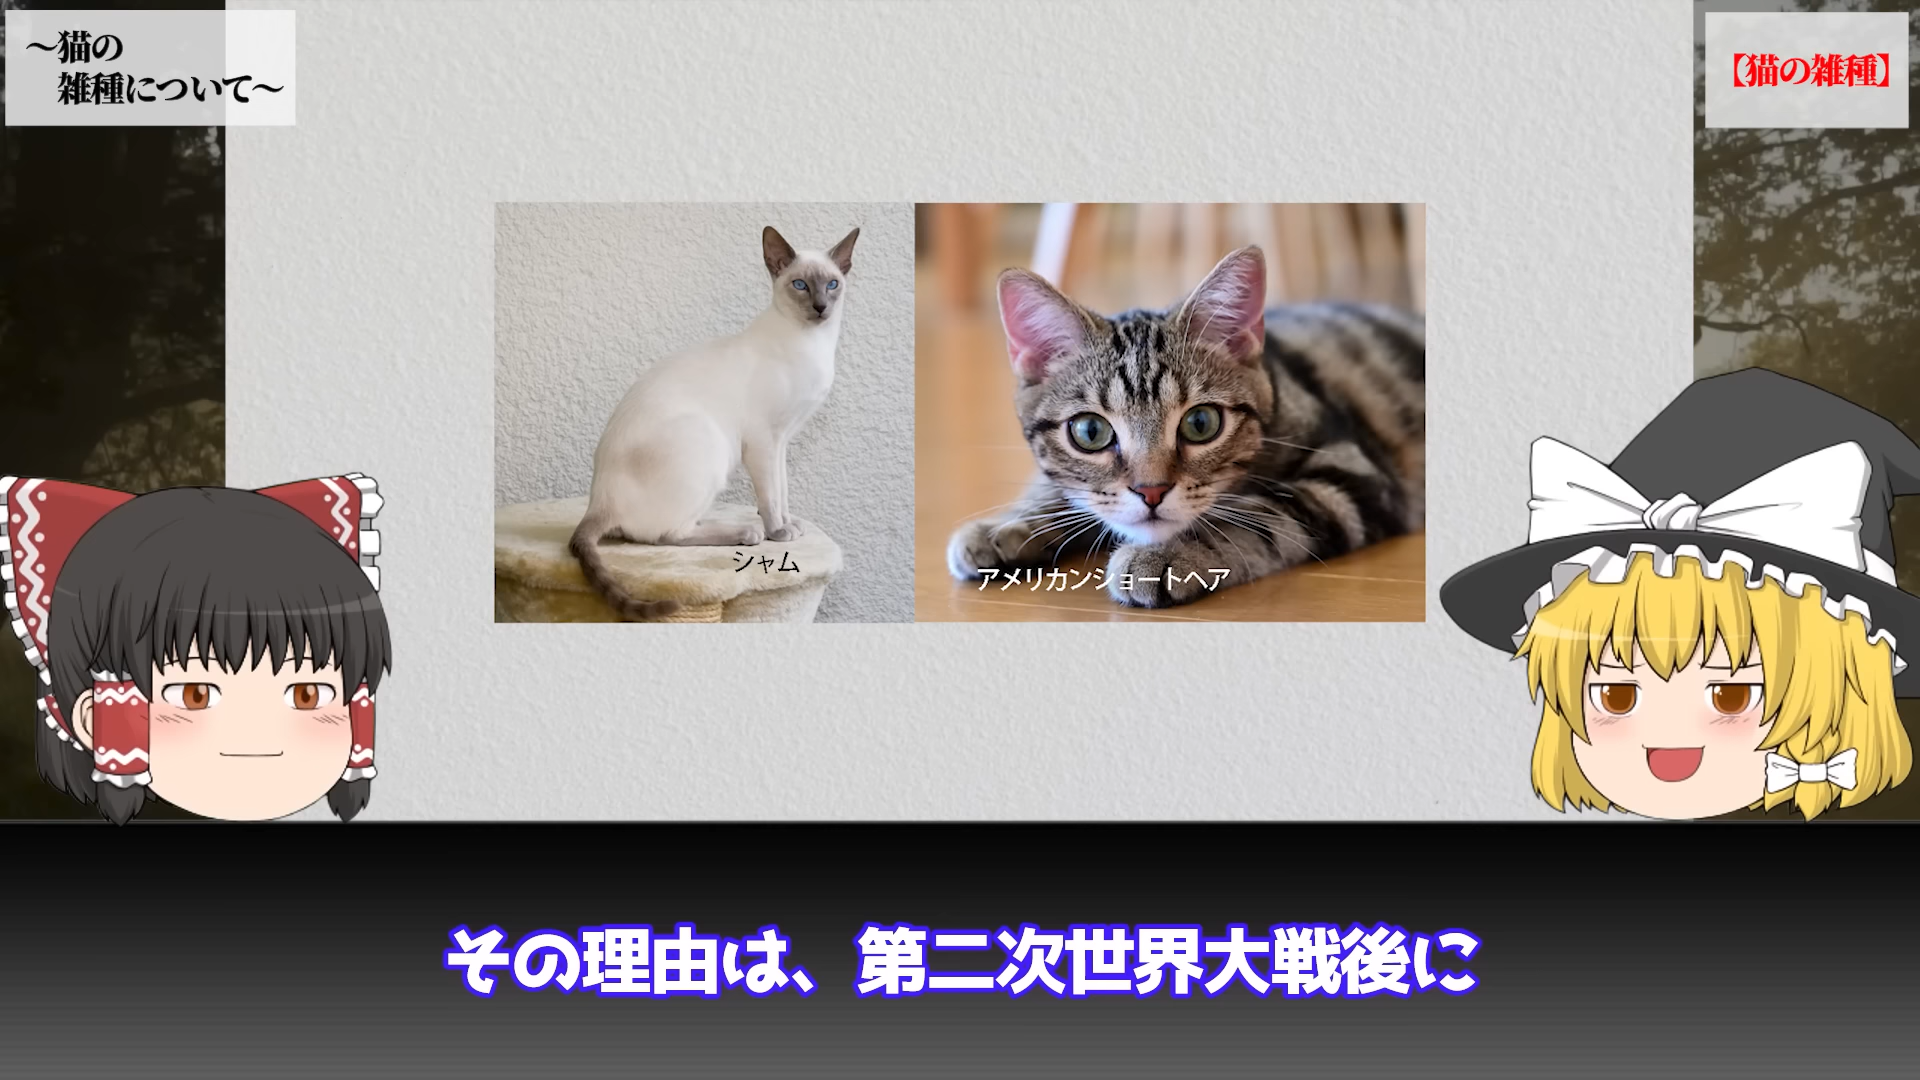 ～猫の
雑種について～
【猫の雑種】
シャム
アメリカンショートヘア
その理由は、第二次世界大戦後に